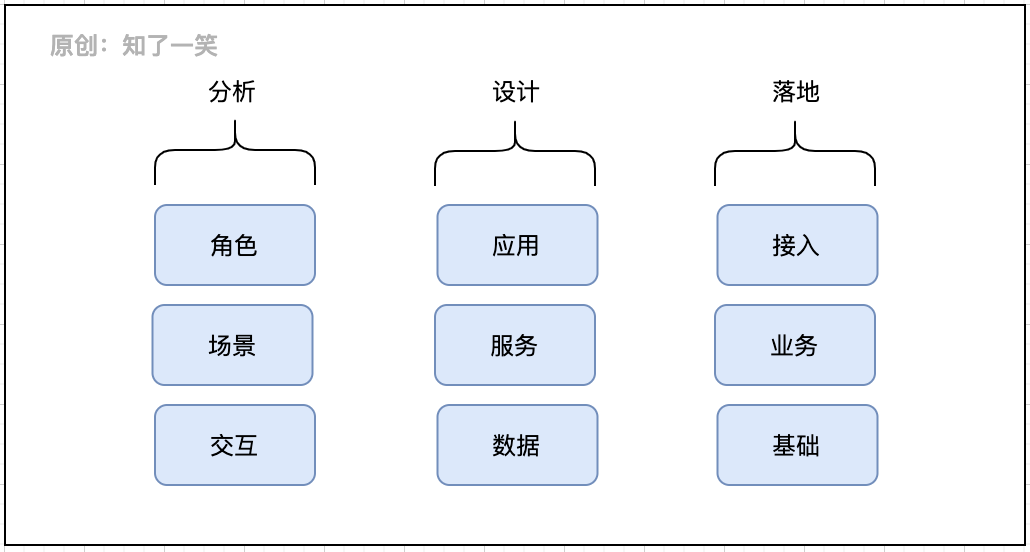 原创：知了一笑
分析 设计 落地
角色 应用 接入
场景 服务 业务
交互 数据 基础